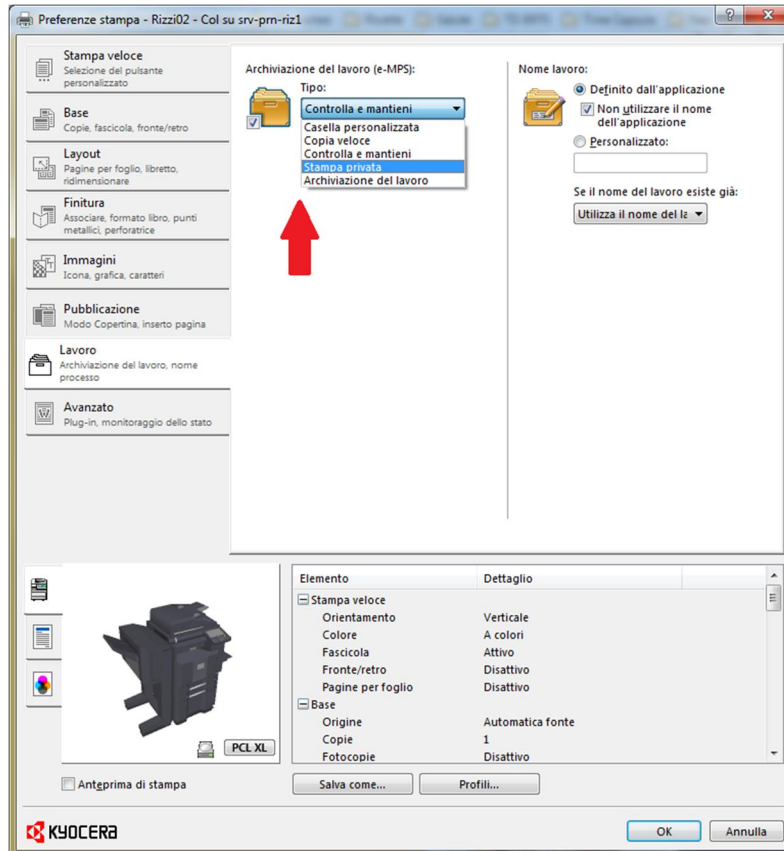 Preferenze stampa - Rizzi02 - Col su srv-prn-riz1
Stampa veloce
Selezione del pulsante
personalizzato
Base
Copie, fascicola, fronte/retro
Layout
Pagine per foglio, libretto,
ridimensionare
Finitura
Associare, formato libro, punti
metallici, perforatrice
Immagini
Icona, grafica, caratteri
Pubblicazione
Modo Copertina, inserto pagina
Lavoro
Archiviazione del lavoro, nome
processo
Avanzato
Plug-in, monitoraggio dello stato
Archiviazione del lavoro (e-MPS):
Tipo:
Controlla e mantieni
Casella personalizzata
Copia veloce
Controlla e mantieni
Stampa privata
Archiviazione del lavoro
Nome lavoro:
Definito dall'applicazione
Non utilizzare il nome
dell'applicazione
Personalizzato:
Se il nome del lavoro esiste già:
Utilizza il nome del la
Elemento Dettaglio
Stampa veloce
Orientamento Verticale
Colore A colori
Fascicola Attivo
Fronte/retro Disattivo
Pagine per foglio Disattivo
Base
Origine Automatica fonte
Copie 1
Fotocopie Disattivo
PCL XL
Anteprima di stampa
Salva come...
Profili...
KYOCERA
OK
Annulla